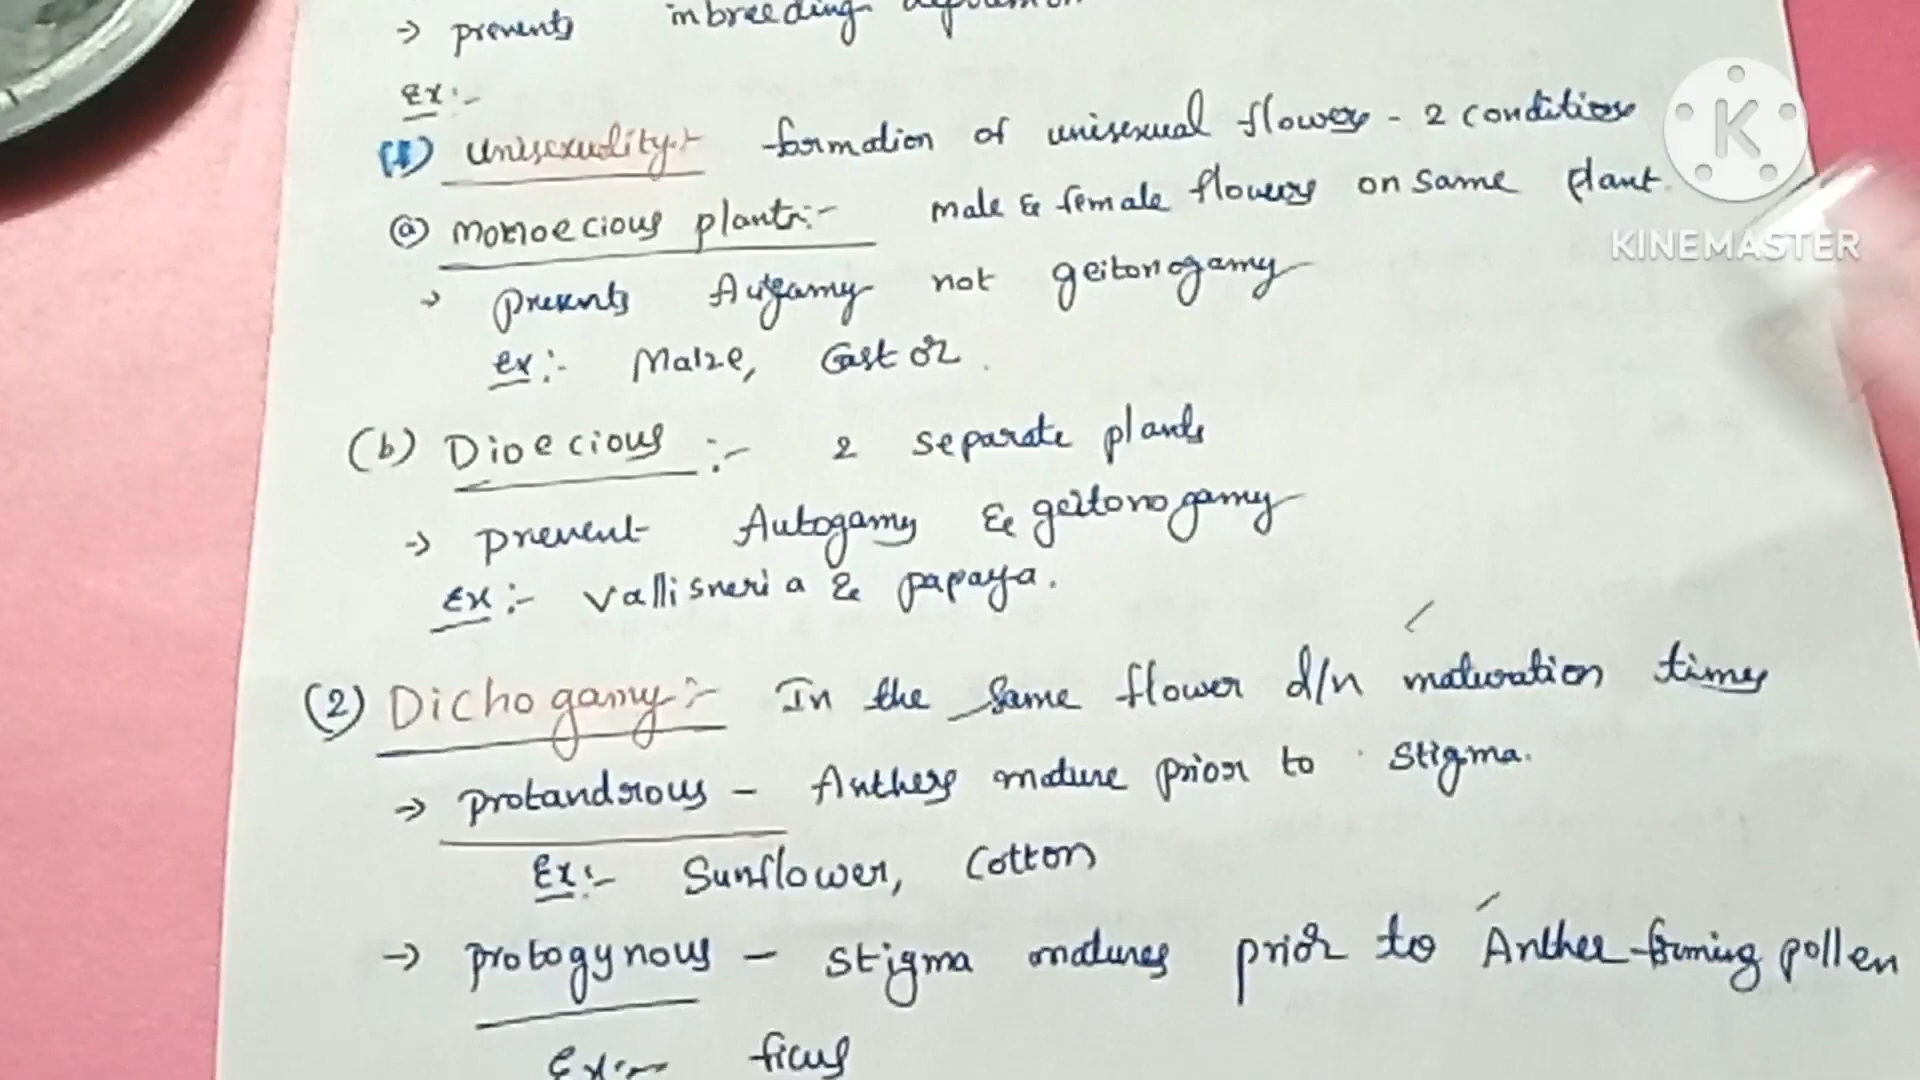 → prevents inbreeding
Ex:-
(1) Unisexuality:- formation of unisexual flowers - 2 conditions
(a) Monoecious plants:- male & female flowers on same plant.
→ Prevents Autgamy not geitonogamy
ex:- Maize, Castor.
(b) Dioecious :- 2 separate plants
→ prevent Autogamy & geitonogamy
Ex:- Vallisneria & papaya.
(2) Dichogamy:- In the same flower d/n maturation times
→ protandrous - Anthers mature prior to stigma.
Ex:- Sunflower, Cotton
→ protogynous - stigma matures prior to Anther forming pollen
Ex:- ficus
K
KINEMASTER